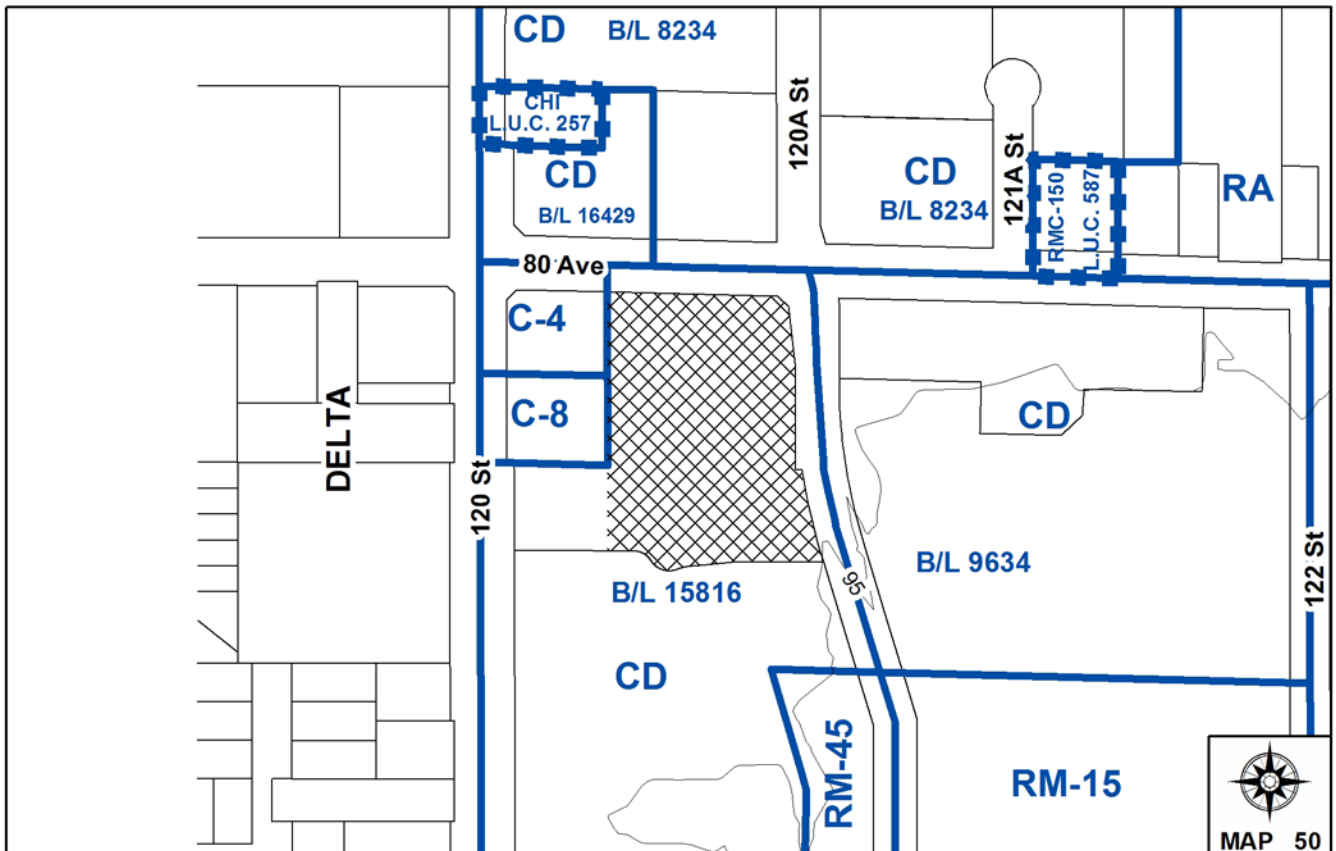 CD B/L 8234
CHI
L.U.C. 257
120A St
CD
B/L 16429
CD
B/L 8234
121A St
RMC-150
L.U.C. 587
RA
80 Ave
C-4
C-8
DELTA
120 St
CD
B/L 9634
122 St
95
B/L 15816
CD
RM-45
RM-15
MAP 50